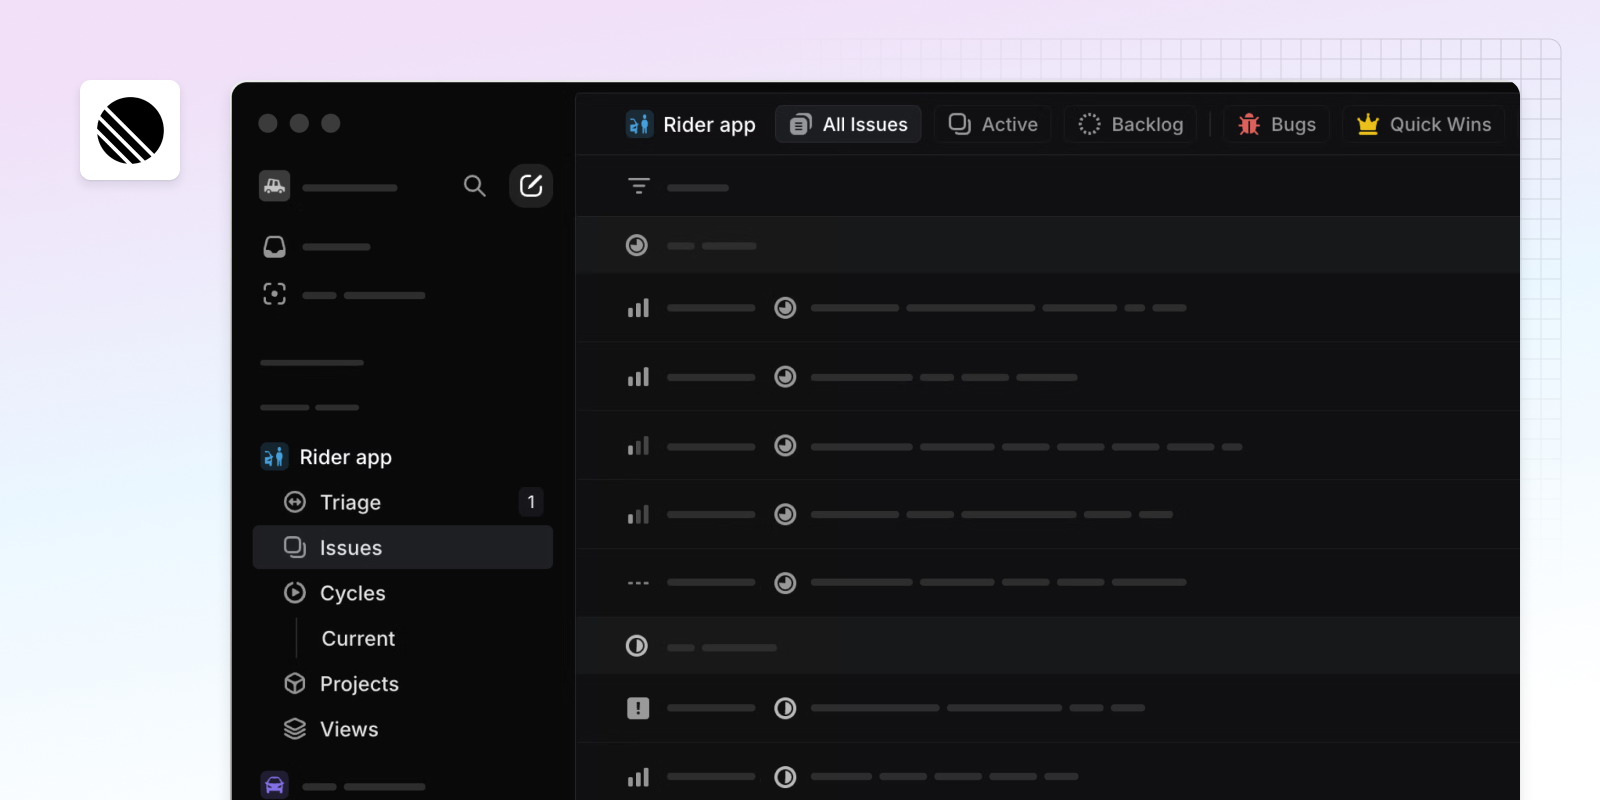 Rider app
All Issues
Active
Backlog
Bugs
Quick Wins
Rider app
Triage
1
Issues
Cycles
Current
Projects
Views